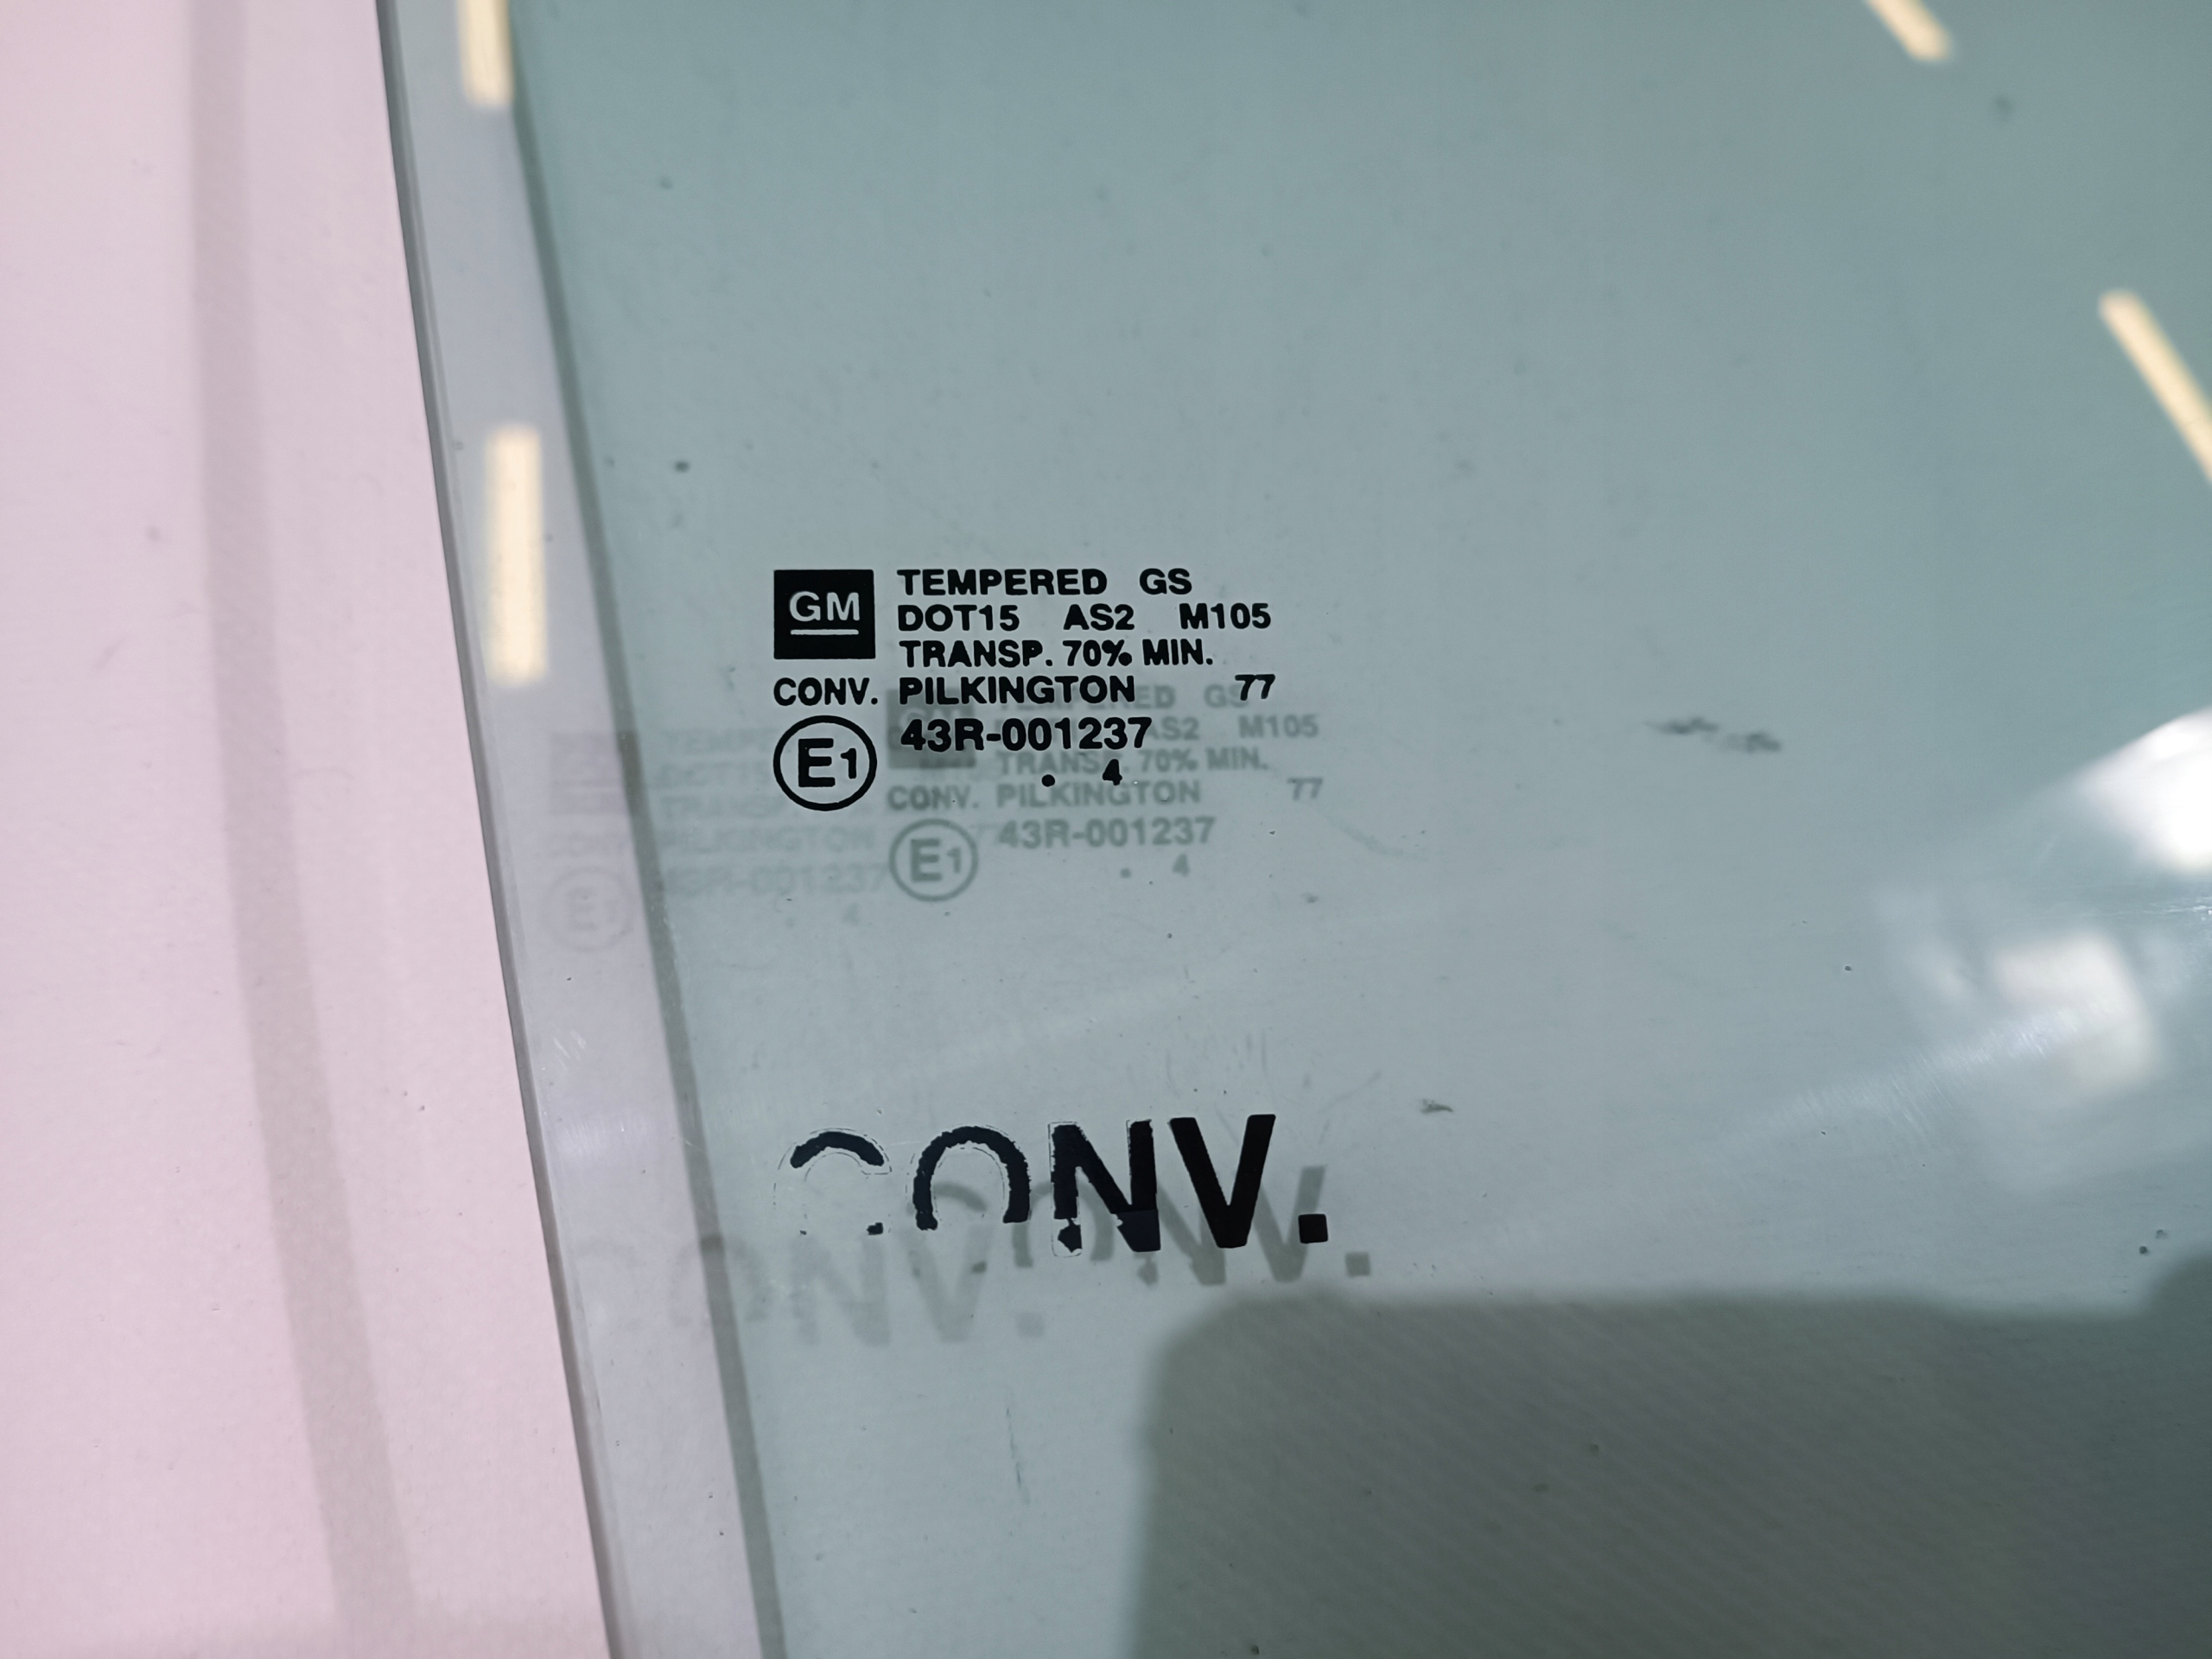 GM TEMPERED GS
DOT15 AS2 M105
TRANSP. 70% MIN.
CONV. PILKINGTON 77
E1 43R-001237
. 4
CONV.